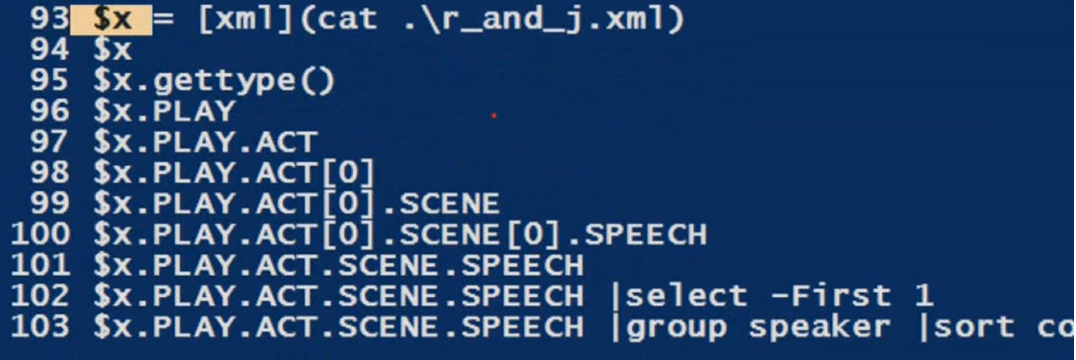 93 $x = [xml](cat .\r_and_j.xml)
94 $x
95 $x.gettype()
96 $x.PLAY
97 $x.PLAY.ACT
98 $x.PLAY.ACT[0]
99 $x.PLAY.ACT[0].SCENE
100 $x.PLAY.ACT[0].SCENE[0].SPEECH
101 $x.PLAY.ACT.SCENE.SPEECH
102 $x.PLAY.ACT.SCENE.SPEECH |select -First 1
103 $x.PLAY.ACT.SCENE.SPEECH |group speaker |sort co